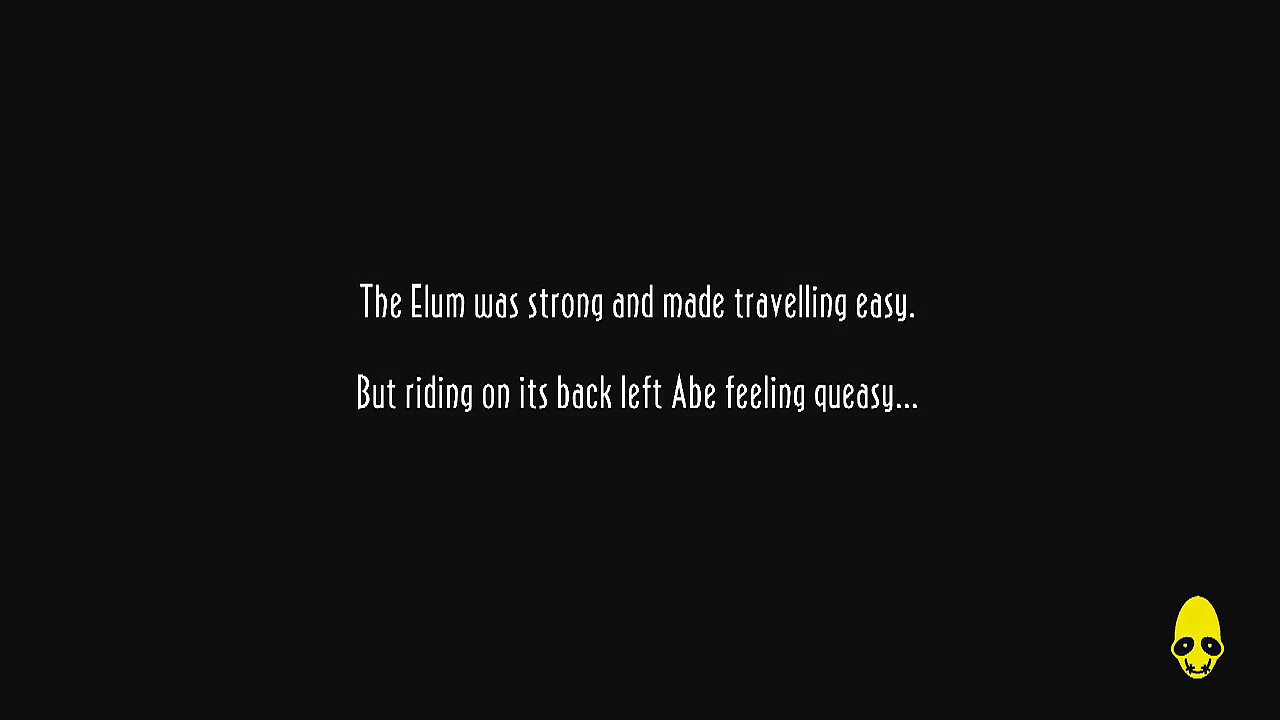 The Elum was strong and made travelling easy.
But riding on its back left Abe feeling queasy...